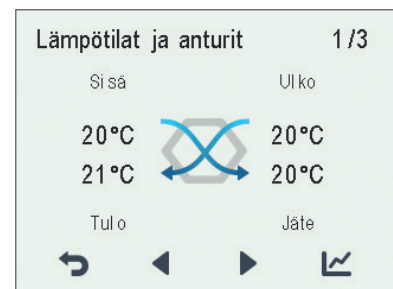 Lämpötilat ja anturit 1/3
Sisä Ulko
20°C 20°C
21°C 20°C
Tulo Jäte